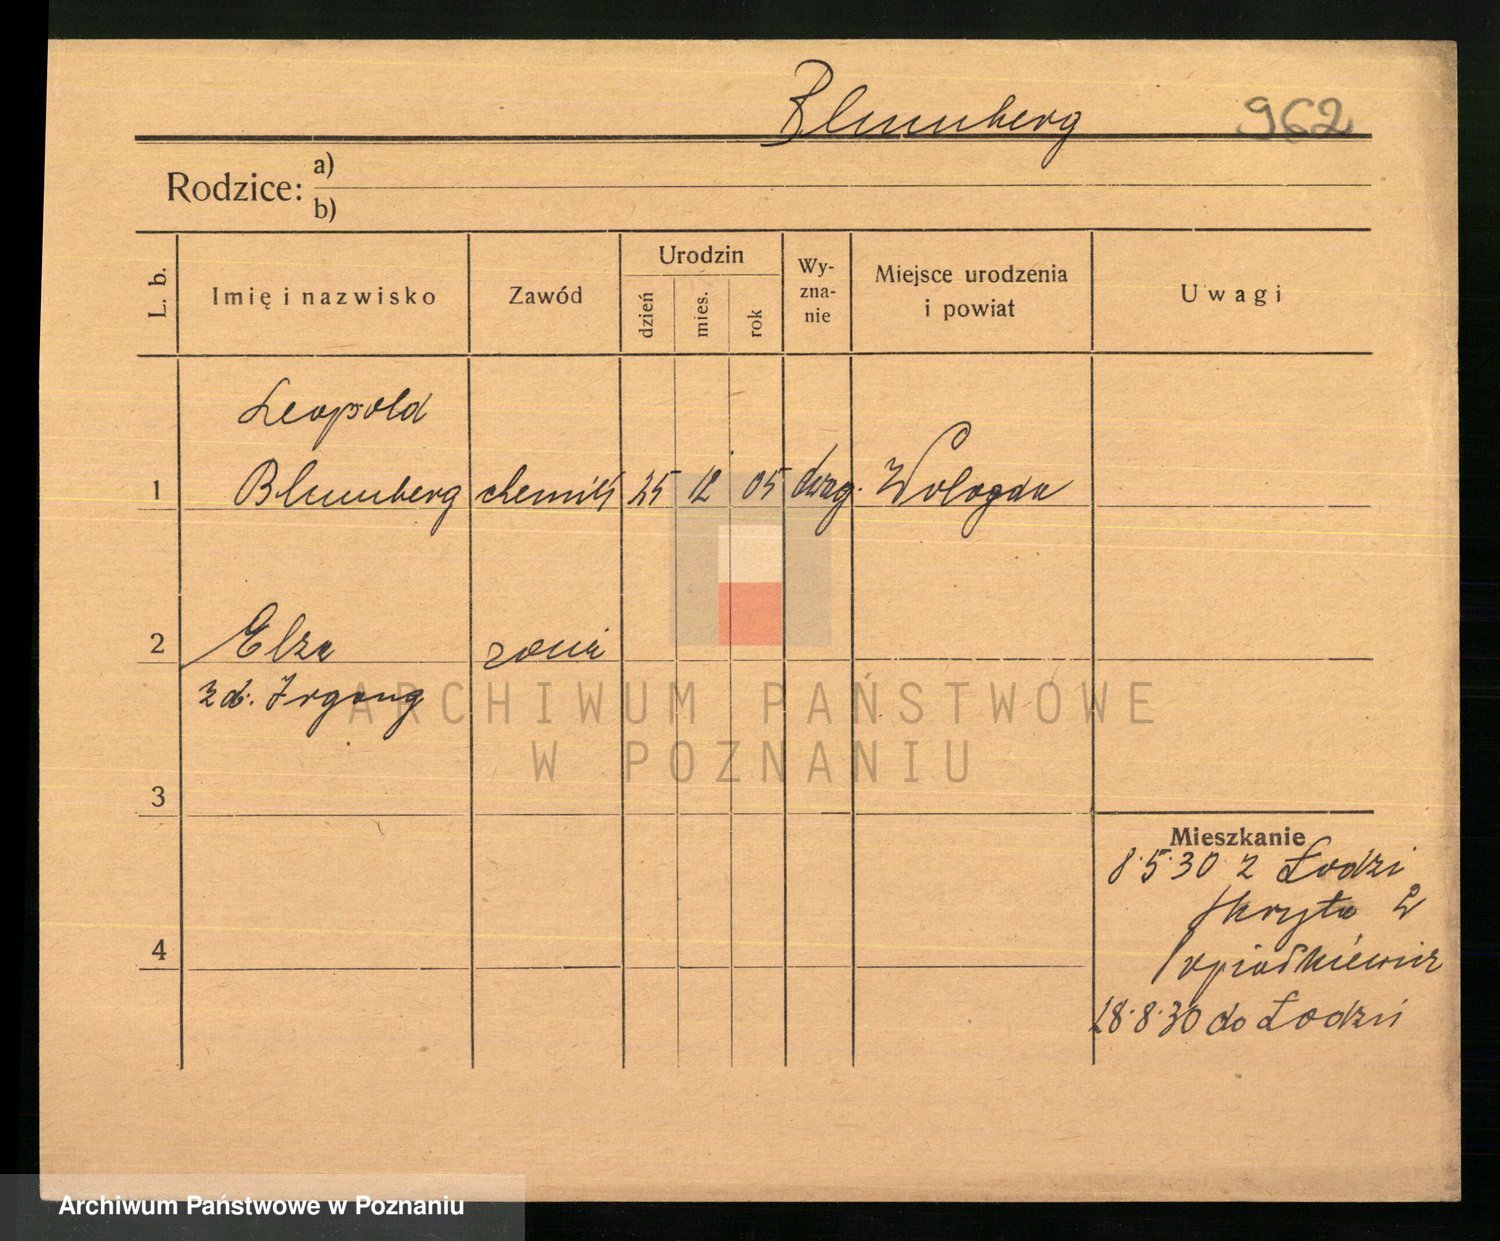 Blumberg 962
Rodzice: a)
b)
L. b. Imię i nazwisko Zawód Urodzin dzień mies. rok Wy-zna-nie Miejsce urodzenia i powiat Uwagi
Leopold
1 Blumberg chemik 25 12 05 ewag. Wologda
2 Elza żona
zd. Irgang
3
Mieszkanie
8.5.30 z Łodzi
Skryta 2
4
18.8.30 do Łodzi
ARCHIWUM PAŃSTWOWE
W POZNANIU
Archiwum Państwowe w Poznaniu